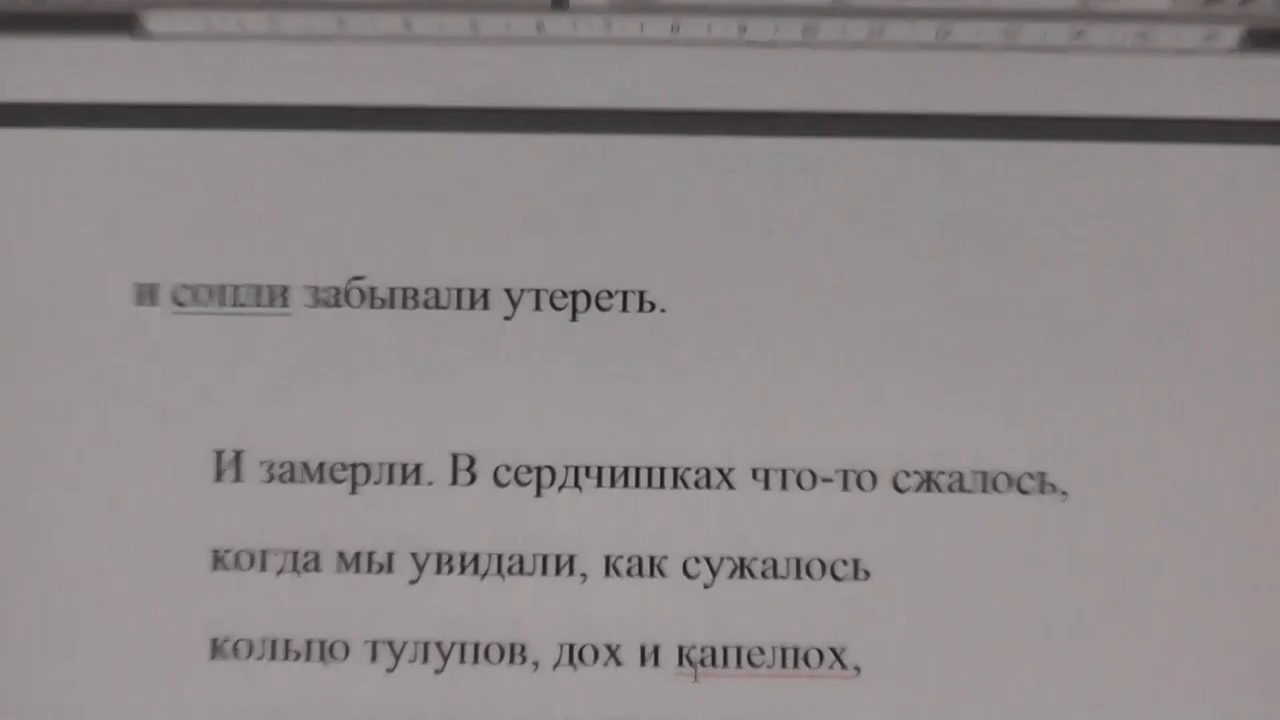 и сопли забывали утереть.
И замерли. В сердчишках что-то сжалось,
когда мы увидали, как сужалось
кольцо тулупов, дох и капелюх,